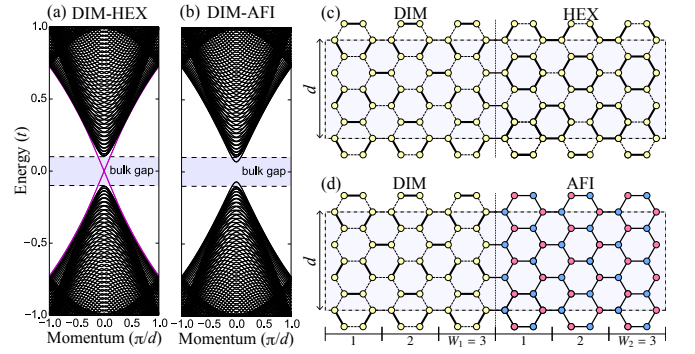 (a) DIM-HEX
(b) DIM-AFI
Energy (t)
1.0
0.5
0.0
−0.5
−1.0
bulk gap
bulk gap
−1.0 −0.5 0.0 0.5 1.0
−1.0 −0.5 0.0 0.5 1.0
Momentum (π/d)
Momentum (π/d)
(c) DIM HEX
d
(d) DIM AFI
d
1 2 W₁ = 3 1 2 W₂ = 3